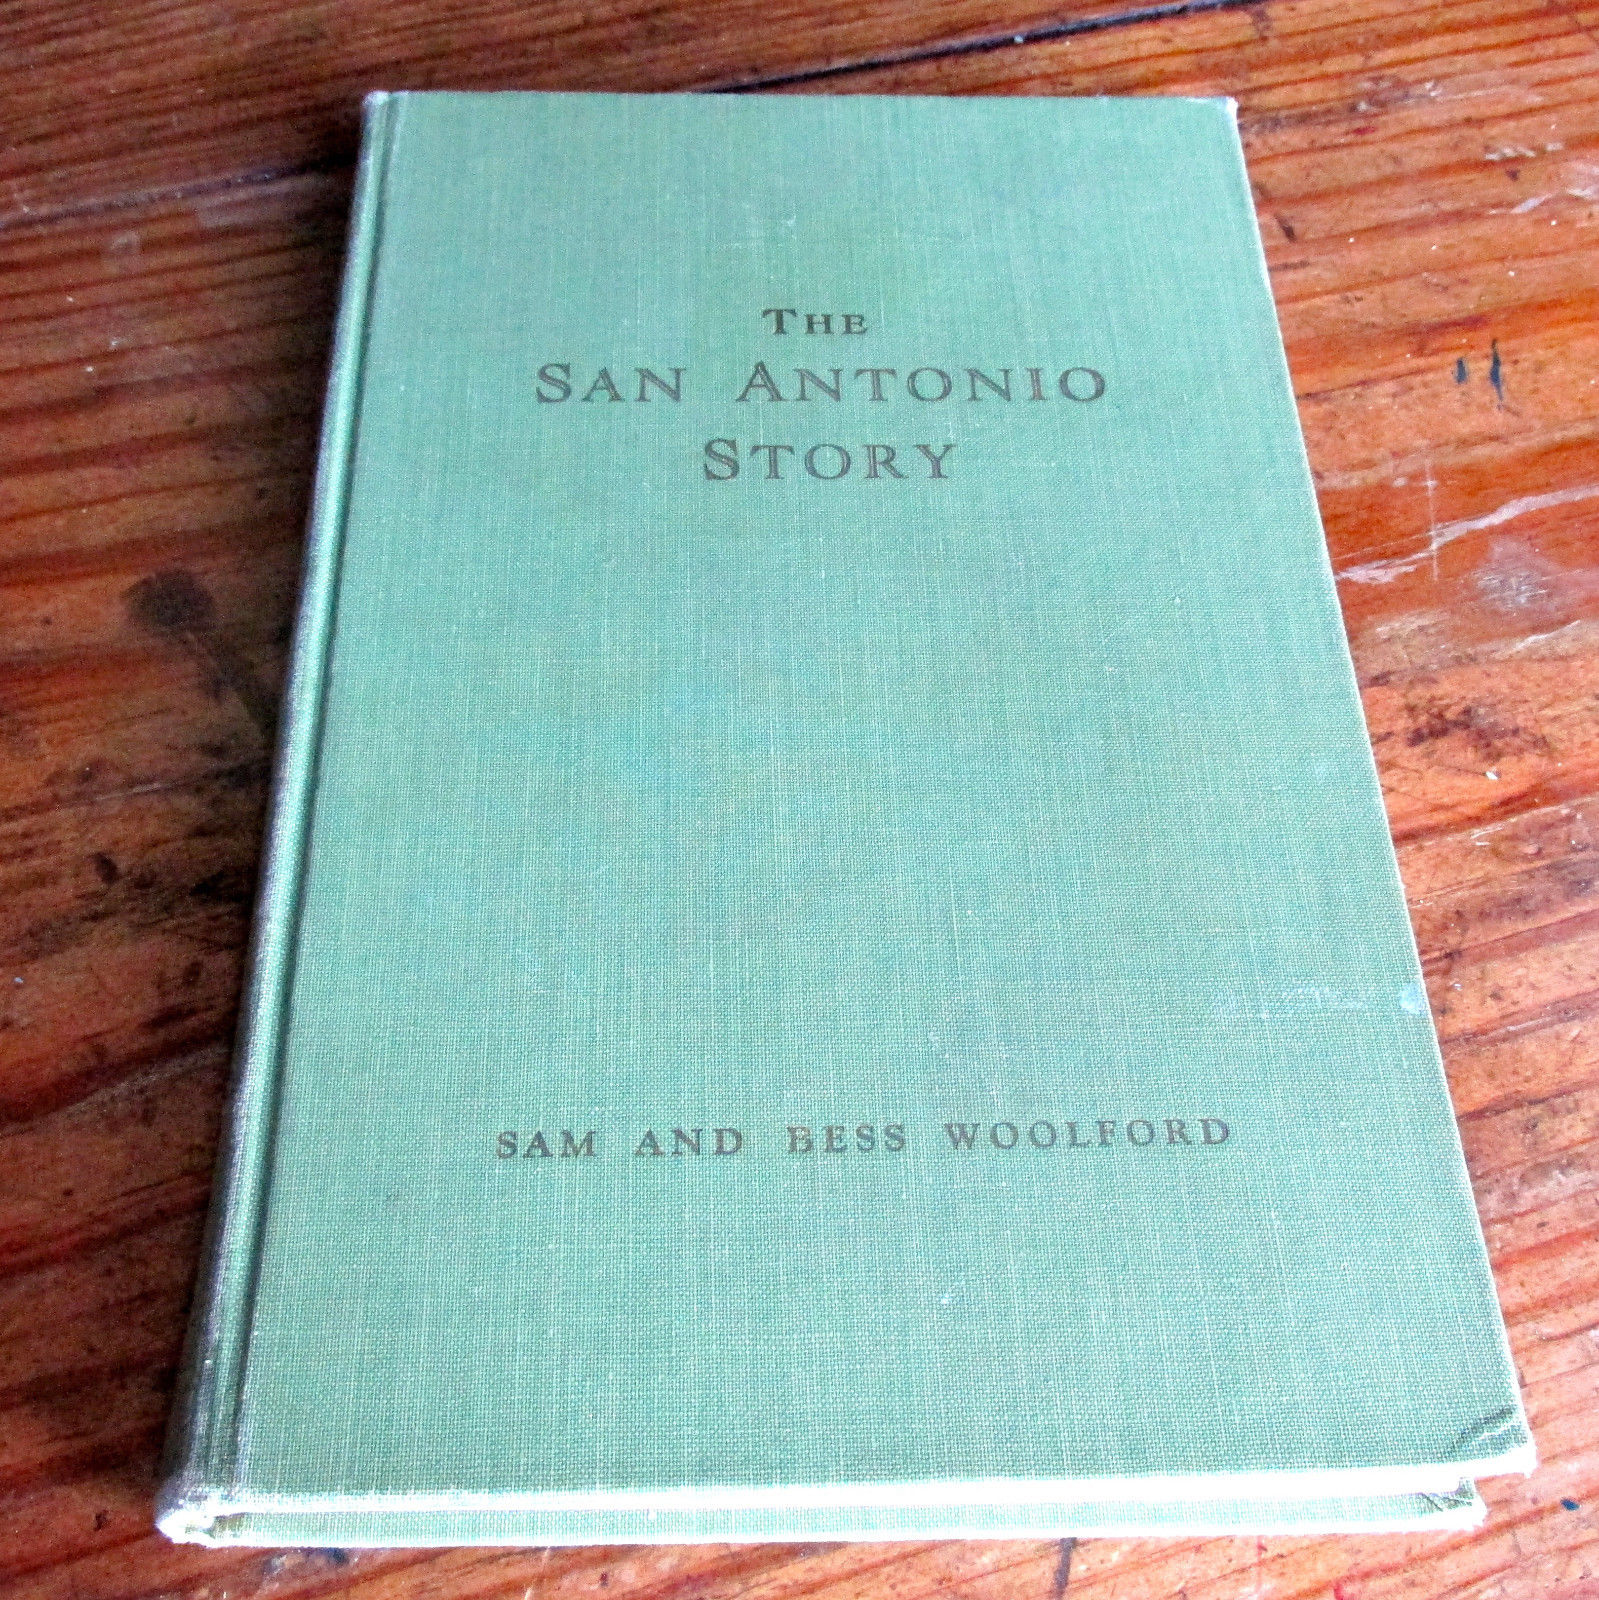 THE
SAN ANTONIO
STORY
SAM AND BESS WOOLFORD